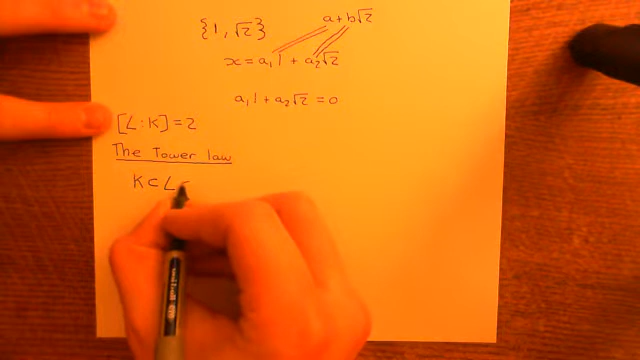 {1, √2} a+b√2
x = a₁1 + a₂√2
a₁1 + a₂√2 = 0
[L:K] = 2
The Tower law
K ⊂ L ⊂